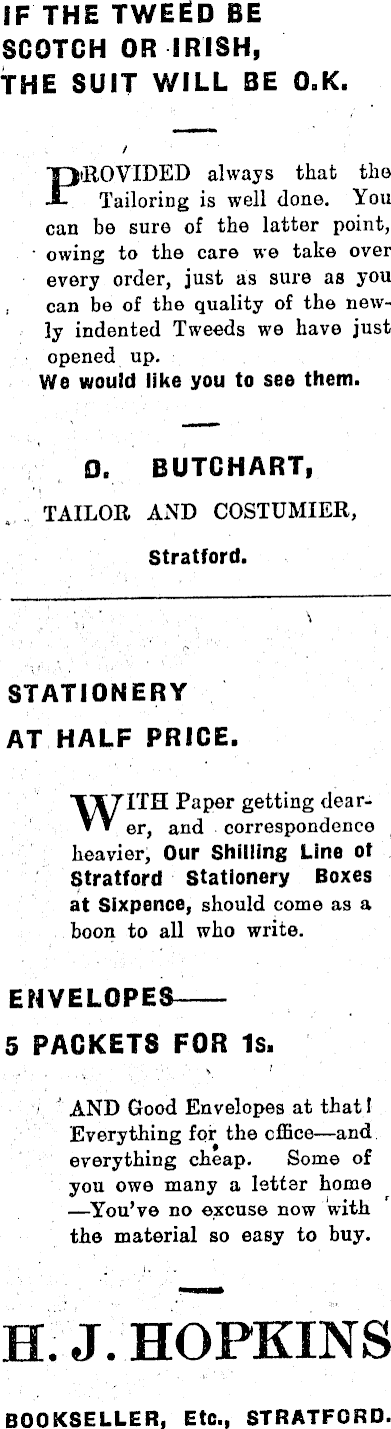 IF THE TWEED BE
SCOTCH OR IRISH,
THE SUIT WILL BE O.K.
PROVIDED always that the
Tailoring is well done. You
can be sure of the latter point,
owing to the care we take over
every order, just as sure as you
can be of the quality of the new-
ly indented Tweeds we have just
opened up.
We would like you to see them.
O. BUTCHART,
TAILOR AND COSTUMIER,
Stratford.
STATIONERY
AT HALF PRICE.
WITH Paper getting dear-
er, and correspondence
heavier, Our Shilling Line of
Stratford Stationery Boxes
at Sixpence, should come as a
boon to all who write.
ENVELOPES——
5 PACKETS FOR 1s.
AND Good Envelopes at that!
Everything for the office—and
everything cheap. Some of
you owe many a letter home
—You've no excuse now with
the material so easy to buy.
H. J. HOPKINS
BOOKSELLER, Etc., STRATFORD.